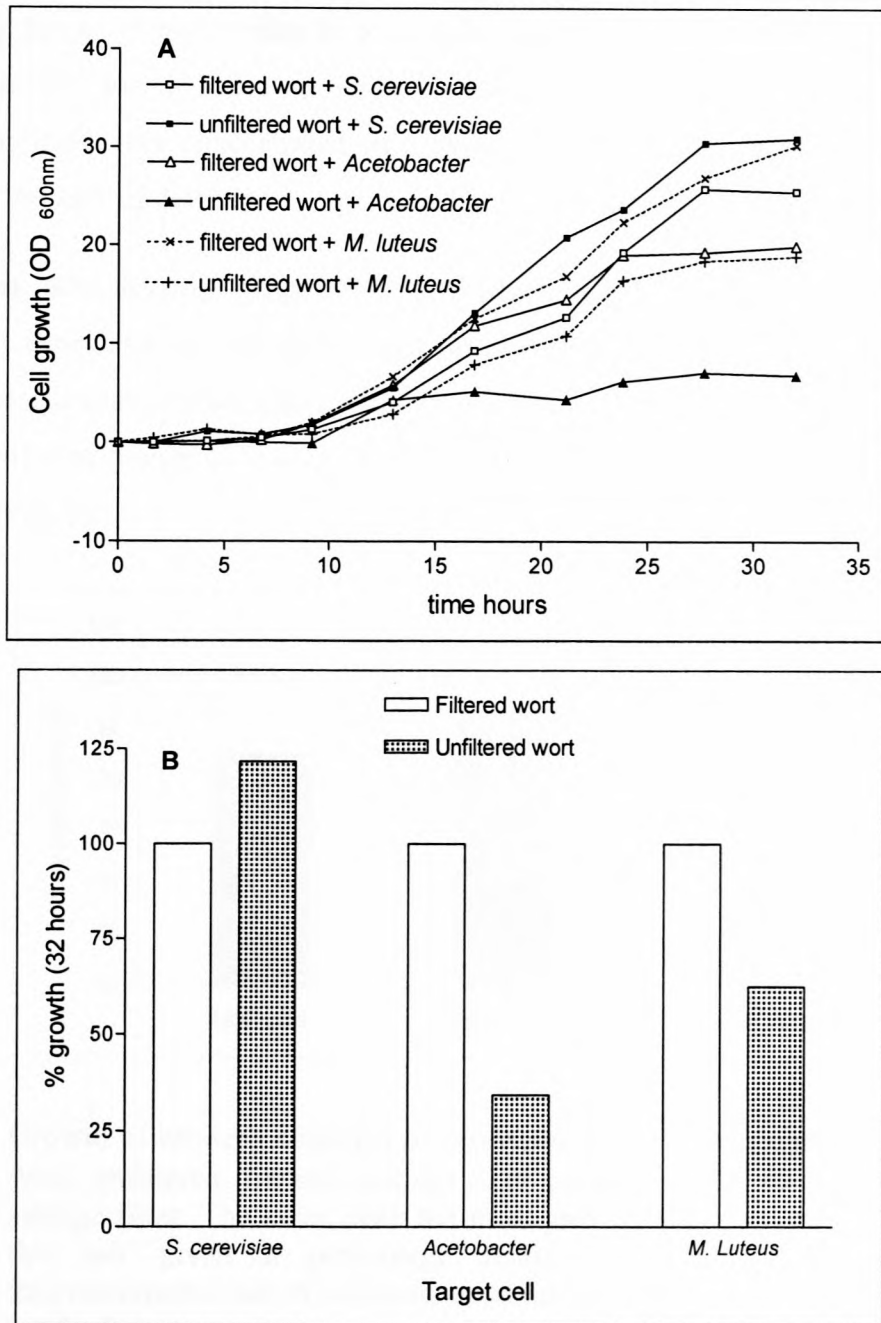 A
40
30
20
10
0
-10
filtered wort + S. cerevisiae
unfiltered wort + S. cerevisiae
filtered wort + Acetobacter
unfiltered wort + Acetobacter
filtered wort + M. luteus
unfiltered wort + M. luteus
Cell growth (OD 600nm)
0 5 10 15 20 25 30 35
time hours
Filtered wort
Unfiltered wort
B
125
100
75
50
25
0
% growth (32 hours)
S. cerevisiae Acetobacter M. Luteus
Target cell